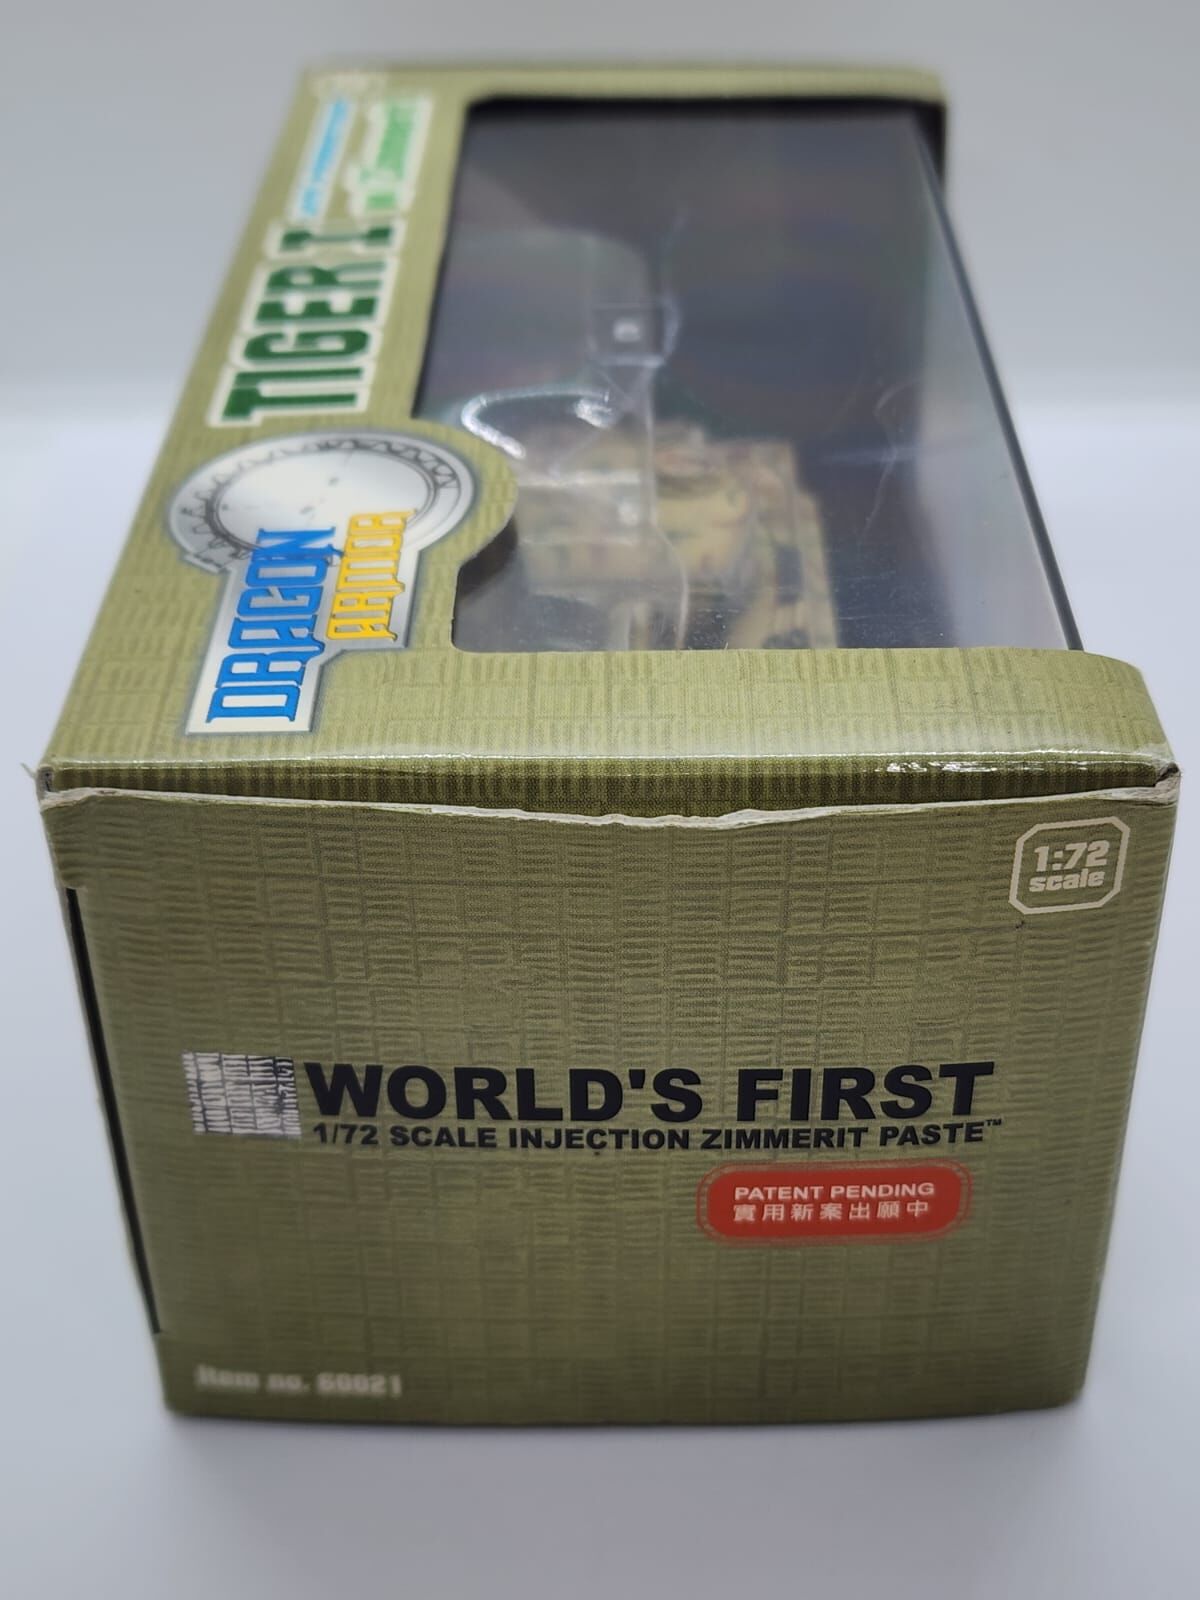 TIGER I
w/Zimmerit
DRAGON
ARMOR
1:72
scale
WORLD'S FIRST
1/72 SCALE INJECTION ZIMMERIT PASTE™
PATENT PENDING
實用新案出願中
Item no. 60021